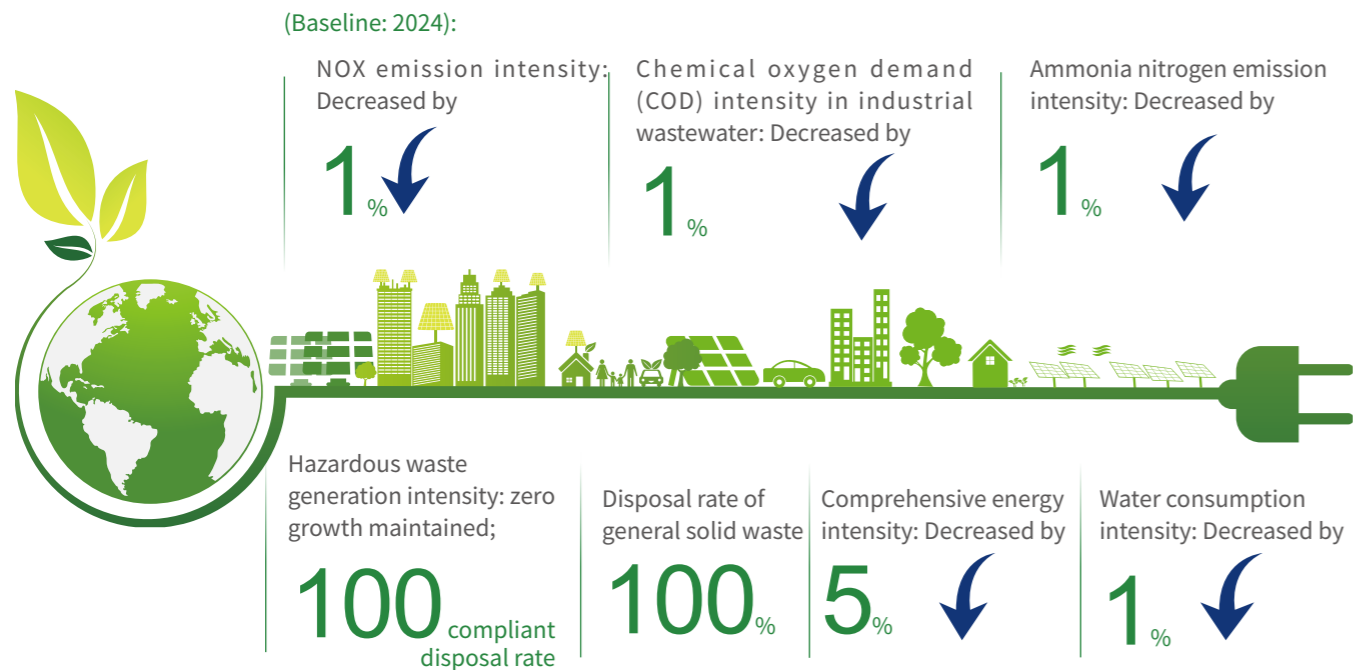 (Baseline: 2024):
NOX emission intensity:
Decreased by
1%
Chemical oxygen demand
(COD) intensity in industrial
wastewater: Decreased by
1%
Ammonia nitrogen emission
intensity: Decreased by
1%
Hazardous waste
generation intensity: zero
growth maintained;
100 compliant
disposal rate
Disposal rate of
general solid waste
100%
Comprehensive energy
intensity: Decreased by
5%
Water consumption
intensity: Decreased by
1%